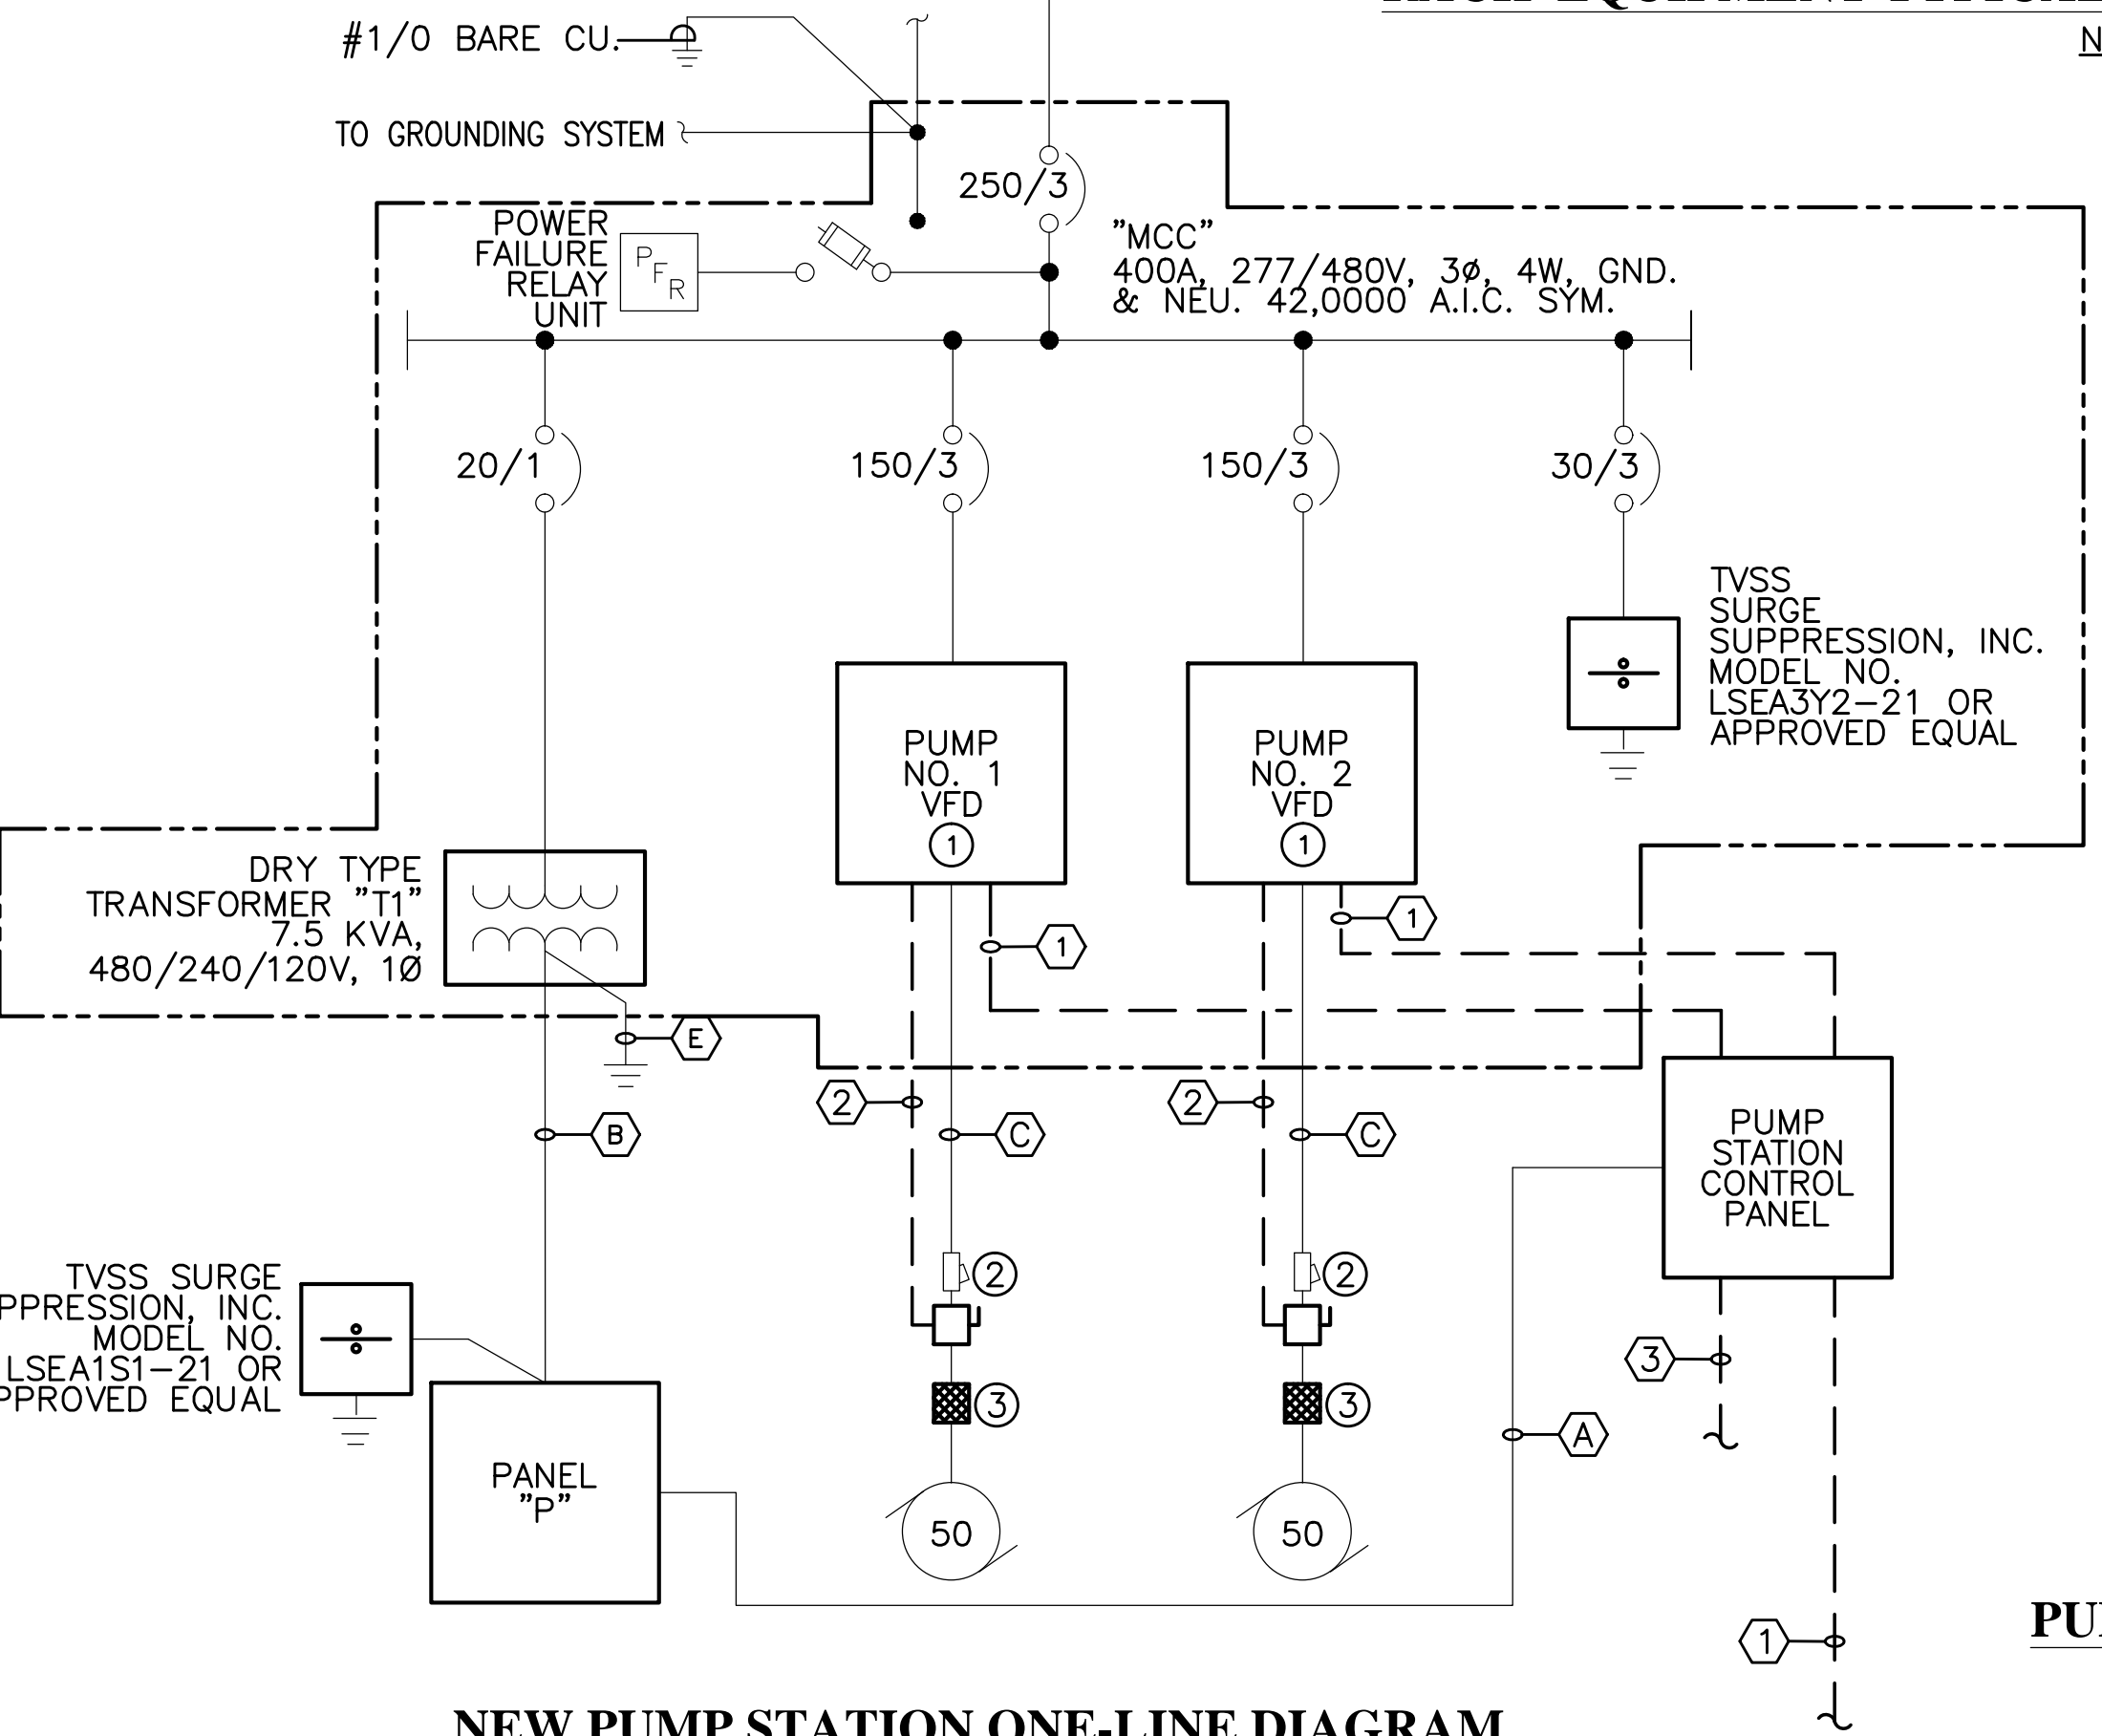 #1/0 BARE CU.
N
TO GROUNDING SYSTEM
250/3
POWER
FAILURE
RELAY
UNIT
PFR
"MCC"
400A, 277/480V, 3ø, 4W, GND.
& NEU. 42,0000 A.I.C. SYM.
20/1
150/3
150/3
30/3
TVSS
SURGE
SUPPRESSION, INC.
MODEL NO.
LSEA3Y2-21 OR
APPROVED EQUAL
PUMP
NO. 1
VFD
1
PUMP
NO. 2
VFD
1
DRY TYPE
TRANSFORMER "T1"
7.5 KVA,
480/240/120V, 1Ø
1
1
E
2
2
B
C
C
PUMP
STATION
CONTROL
PANEL
TVSS SURGE
PPRESSION, INC.
MODEL NO.
LSEA1S1-21 OR
PPROVED EQUAL
2
2
3
3
3
A
PANEL
"P"
50
50
1
PU
NEW PUMP STATION ONE-LINE DIAGRAM